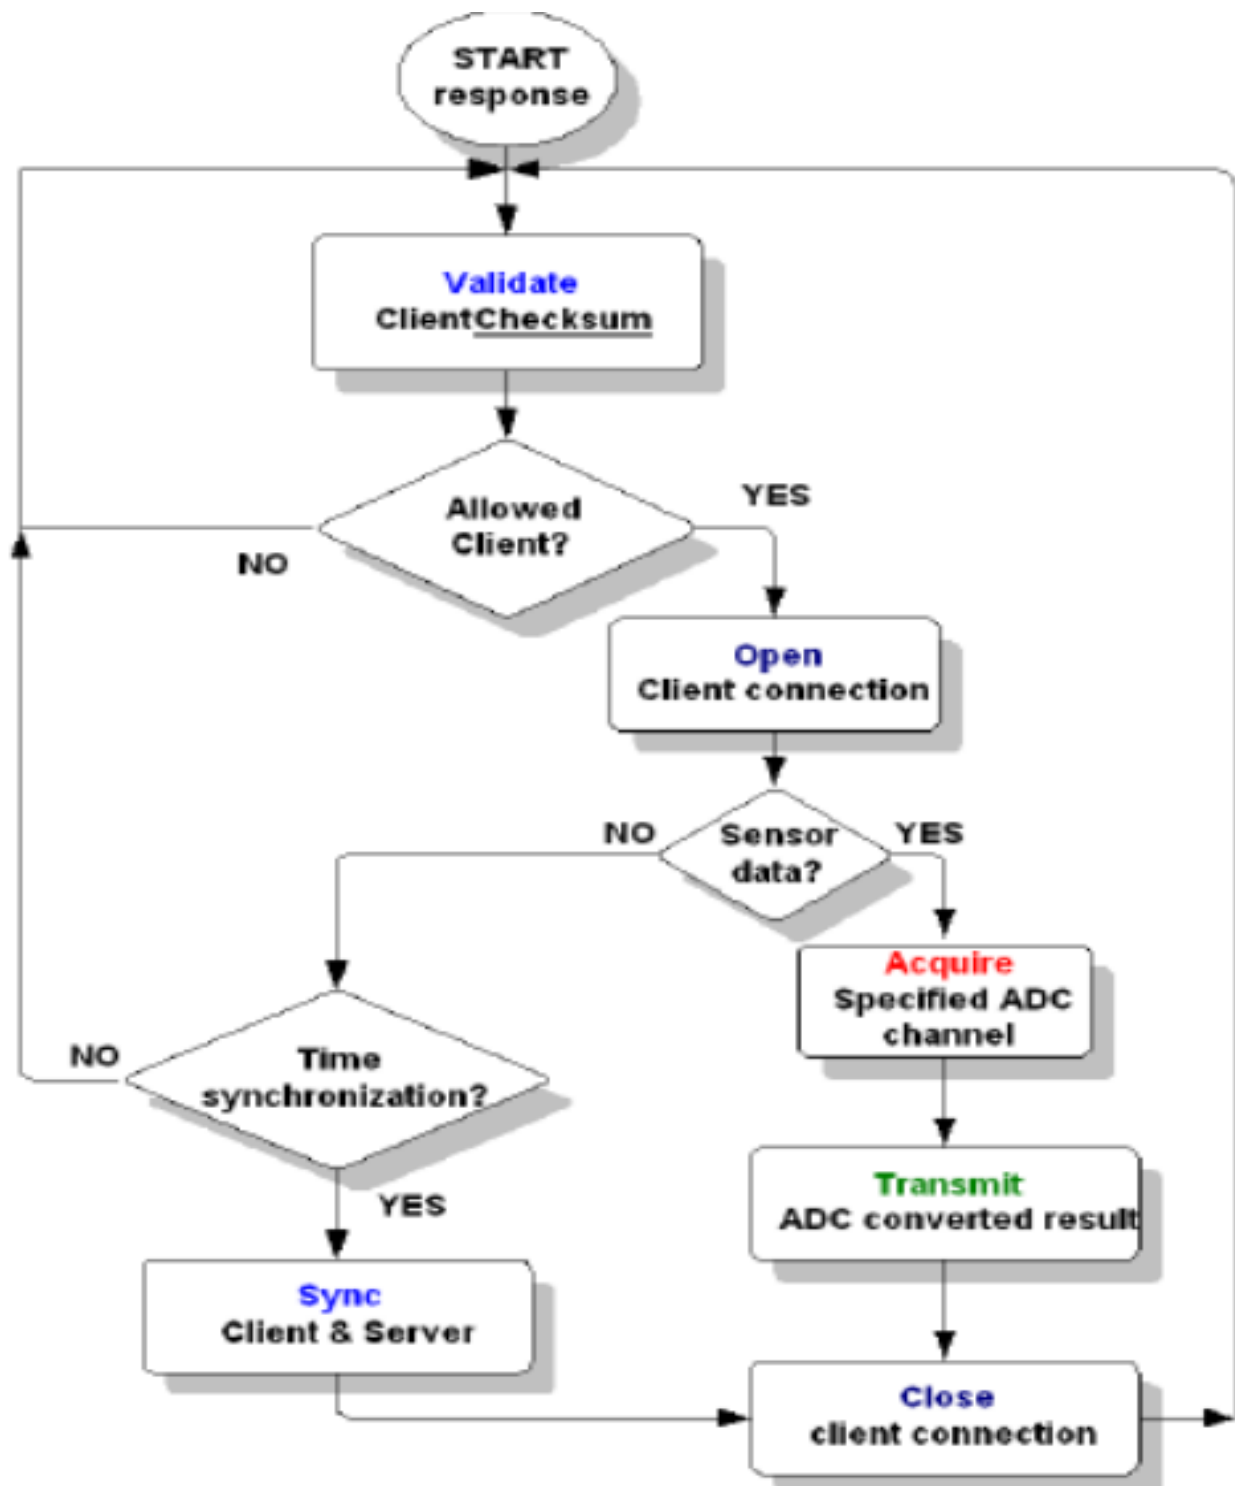 START
response
Validate
ClientChecksum
Allowed
Client?
YES
NO
Open
Client connection
NO
Sensor
data?
YES
Acquire
Specified ADC
channel
NO
Time
synchronization?
YES
Transmit
ADC converted result
Sync
Client & Server
Close
client connection